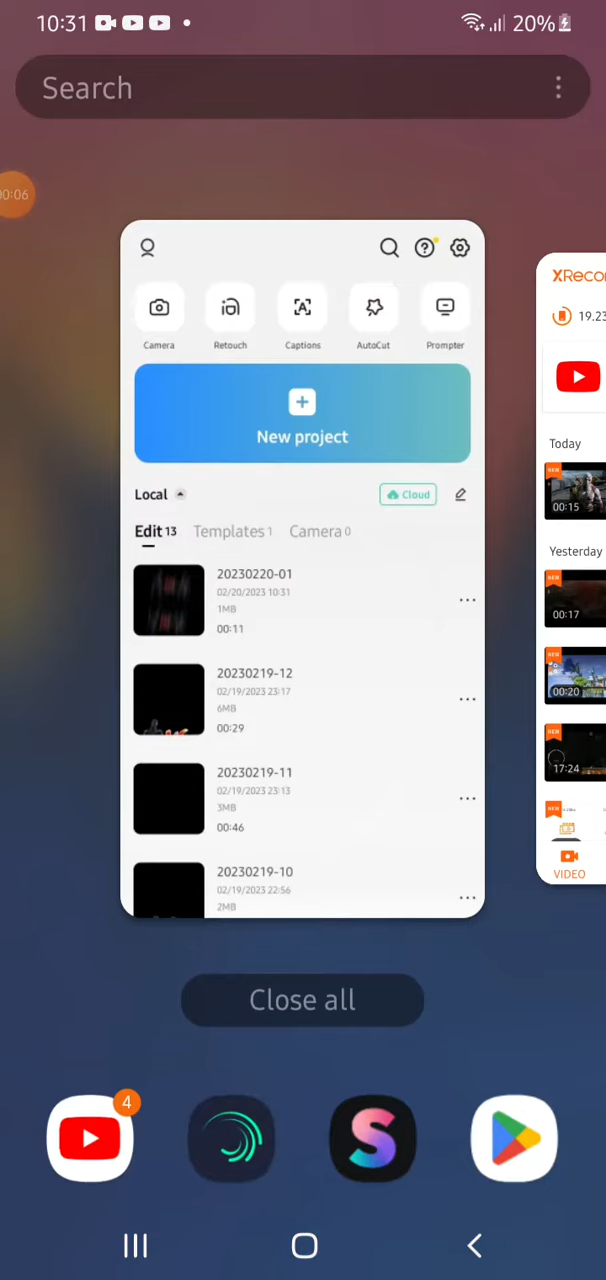 10:31
20%
Search
00:06
Camera
Retouch
Captions
AutoCut
Prompter
New project
Local
Cloud
Edit 13
Templates 1
Camera 0
20230220-01
02/20/2023 10:31
1MB
00:11
20230219-12
02/19/2023 23:17
6MB
00:29
20230219-11
02/19/2023 23:13
3MB
00:46
20230219-10
02/19/2023 22:56
2MB
XRecor
19.23
Today
NEW
00:15
Yesterday
NEW
00:17
NEW
00:20
NEW
17:24
NEW
VIDEO
Close all
4
S